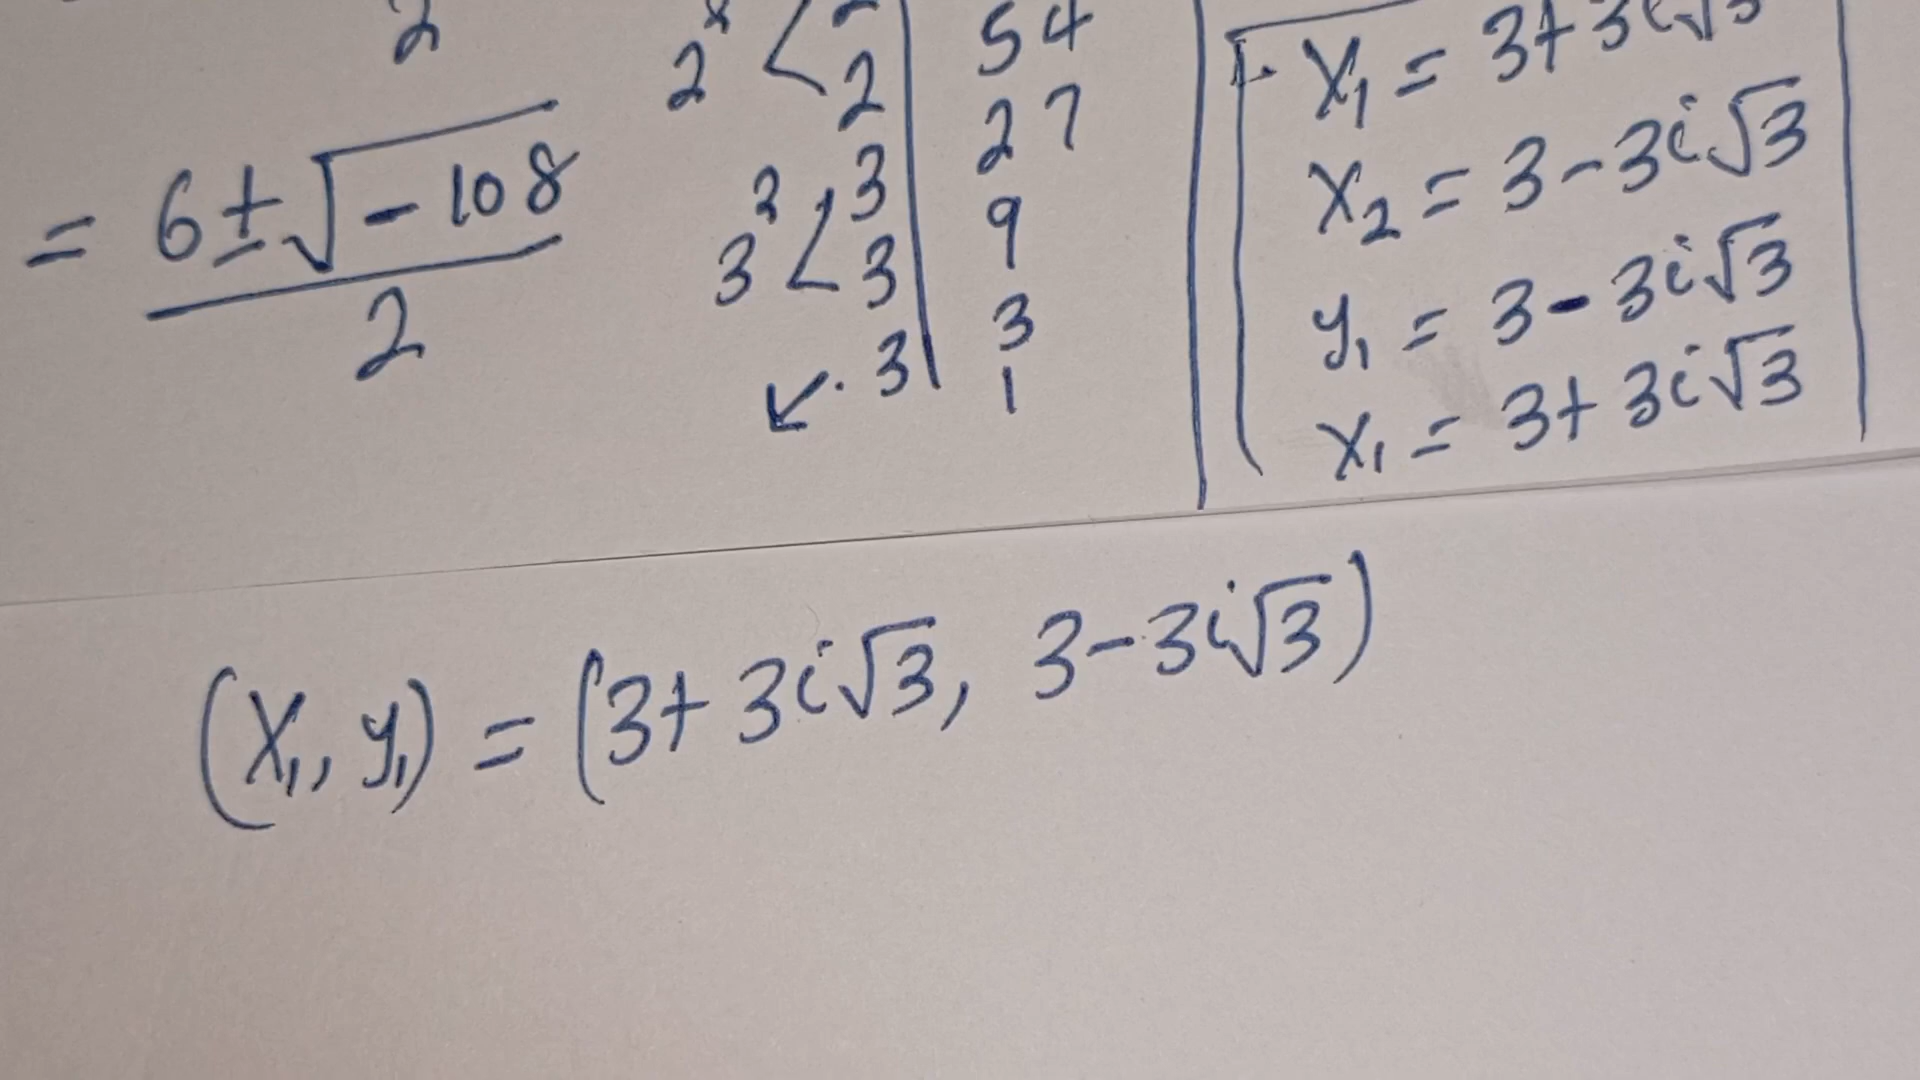 2
= 6 ± √-108
2
2² < 2 | 54
2 | 27
3² < 3 | 9
3 | 3
3 | 1
X₁ = 3 + 3i√3
X₂ = 3 - 3i√3
y₁ = 3 - 3i√3
X₁ = 3 + 3i√3
(X₁, y₁) = (3 + 3i√3, 3 - 3i√3)